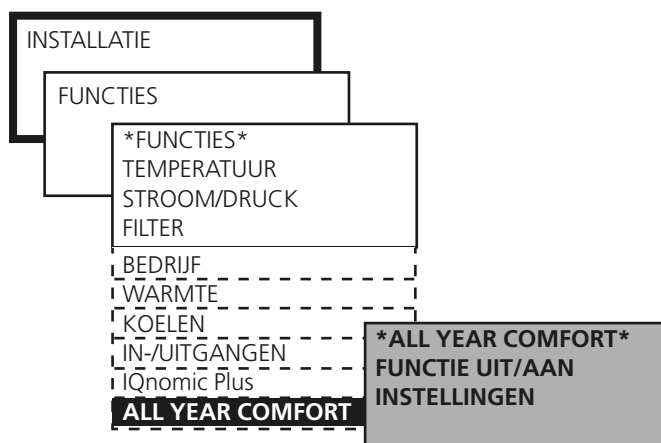 INSTALLATIE
FUNCTIES
*FUNCTIES*
TEMPERATUUR
STROOM/DRUCK
FILTER
BEDRIJF
WARMTE
KOELEN
IN-/UITGANGEN
IQnomic Plus
ALL YEAR COMFORT
*ALL YEAR COMFORT*
FUNCTIE UIT/AAN
INSTELLINGEN